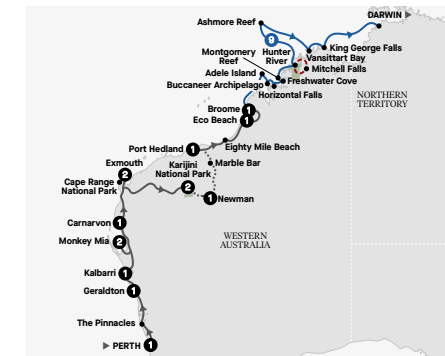 DARWIN
Ashmore Reef
9
King George Falls
Montgomery
Reef
Hunter
River
Vansittart Bay
Mitchell Falls
Adele Island
Freshwater Cove
Buccaneer Archipelago
Horizontal Falls
NORTHERN
TERRITORY
Broome 1
Eco Beach 1
Eighty Mile Beach
Port Hedland 1
Marble Bar
Exmouth
2
Karijini
National Park
2
Cape Range
National Park
1 Newman
Carnarvon 1
Monkey Mia 2
WESTERN
AUSTRALIA
Kalbarri 1
Geraldton 1
The Pinnacles
PERTH 1